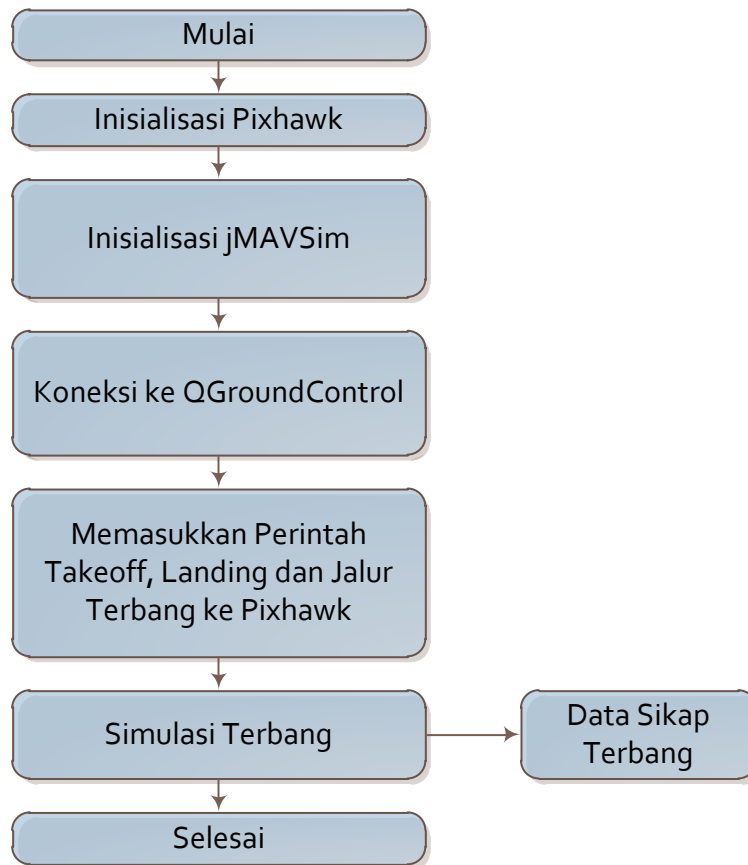 Mulai
Inisialisasi Pixhawk
Inisialisasi jMAVSim
Koneksi ke QGroundControl
Memasukkan Perintah
Takeoff, Landing dan Jalur
Terbang ke Pixhawk
Simulasi Terbang
Data Sikap
Terbang
Selesai